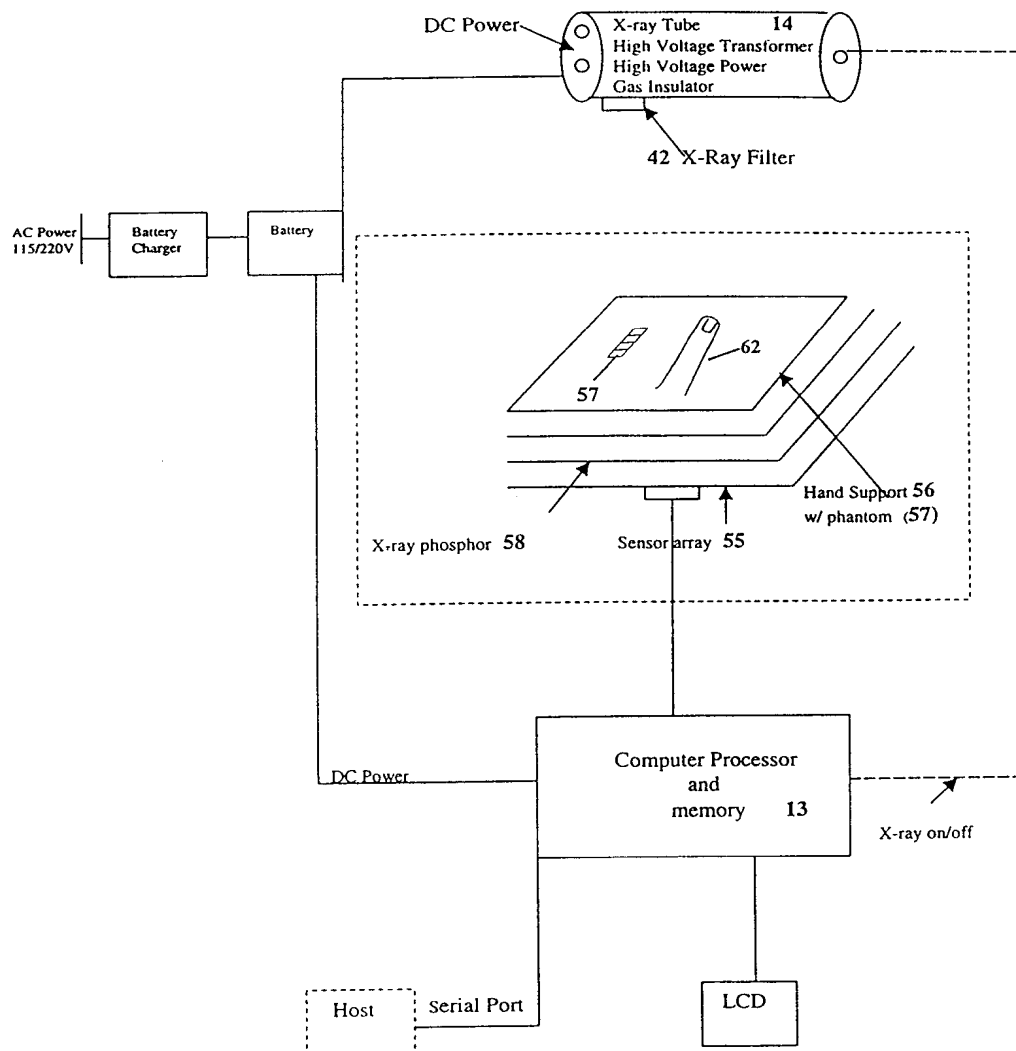 DC Power
X-ray Tube 14
High Voltage Transformer
High Voltage Power
Gas Insulator
42 X-Ray Filter
AC Power
115/220V
Battery
Charger
Battery
62
57
Hand Support 56
w/ phantom (57)
X-ray phosphor 58
Sensor array 55
DC Power
Computer Processor
and
memory 13
X-ray on/off
Host
Serial Port
LCD